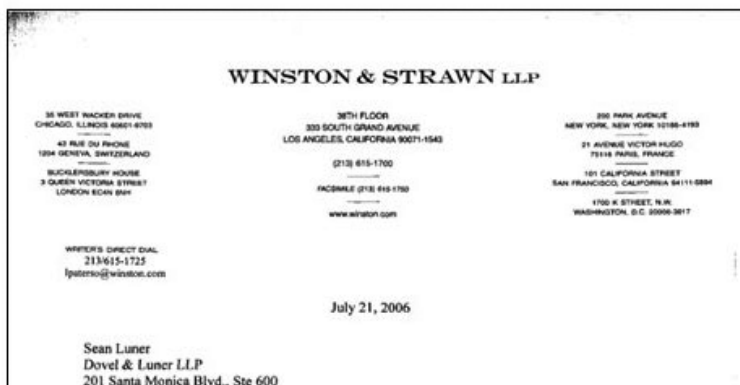 WINSTON & STRAWN LLP
35 WEST WACKER DRIVE
CHICAGO, ILLINOIS 60601-9703
43 RUE DU RHONE
1204 GENEVA, SWITZERLAND
BUCKLERSBURY HOUSE
3 QUEEN VICTORIA STREET
LONDON EC4N 8NH
38TH FLOOR
333 SOUTH GRAND AVENUE
LOS ANGELES, CALIFORNIA 90071-1543
(213) 615-1700
FACSIMILE (213) 615-1750
www.winston.com
200 PARK AVENUE
NEW YORK, NEW YORK 10166-4193
21 AVENUE VICTOR HUGO
75116 PARIS, FRANCE
101 CALIFORNIA STREET
SAN FRANCISCO, CALIFORNIA 94111-5894
1700 K STREET, N.W.
WASHINGTON, D.C. 20006-3817
WRITER'S DIRECT DIAL
213/615-1725
lpaterso@winston.com
July 21, 2006
Sean Luner
Dovel & Luner LLP
201 Santa Monica Blvd., Ste 600